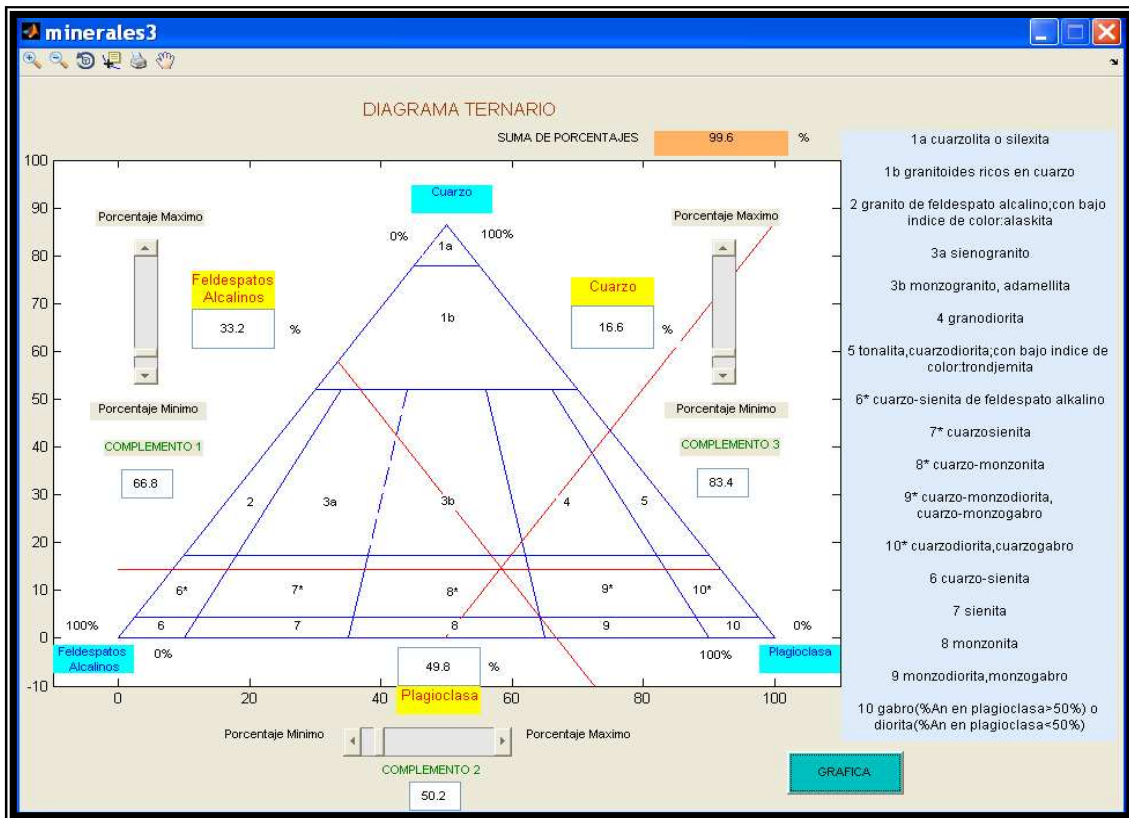 minerales3
DIAGRAMA TERNARIO
SUMA DE PORCENTAJES 99.6 %
100
90
80
70
60
50
40
30
20
10
0
-10
0 20 40 60 80 100
Cuarzo
0% 100%
Porcentaje Maximo
Feldespatos
Alcalinos
33.2 %
Porcentaje Minimo
COMPLEMENTO 1
66.8
Porcentaje Maximo
Cuarzo
16.6 %
Porcentaje Minimo
COMPLEMENTO 3
83.4
1a
1b
2 3a 3b 4 5
6* 7* 8* 9* 10*
6 7 8 9 10
100% 0%
Feldespatos
Alcalinos
0% 100%
Plagioclasa
49.8 %
Plagioclasa
Porcentaje Minimo Porcentaje Maximo
COMPLEMENTO 2
50.2
GRAFICA
1a cuarzolita o silexita
1b granitoides ricos en cuarzo
2 granito de feldespato alcalino;con bajo
indice de color:alaskita
3a sienogranito
3b monzogranito, adamellita
4 granodiorita
5 tonalita,cuarzodiorita;con bajo indice de
color:trondjemita
6* cuarzo-sienita de feldespato alkalino
7* cuarzosienita
8* cuarzo-monzonita
9* cuarzo-monzodiorita,
cuarzo-monzogabro
10* cuarzodiorita,cuarzogabro
6 cuarzo-sienita
7 sienita
8 monzonita
9 monzodiorita,monzogabro
10 gabro(%An en plagioclasa>50%) o
diorita(%An en plagioclasa<50%)